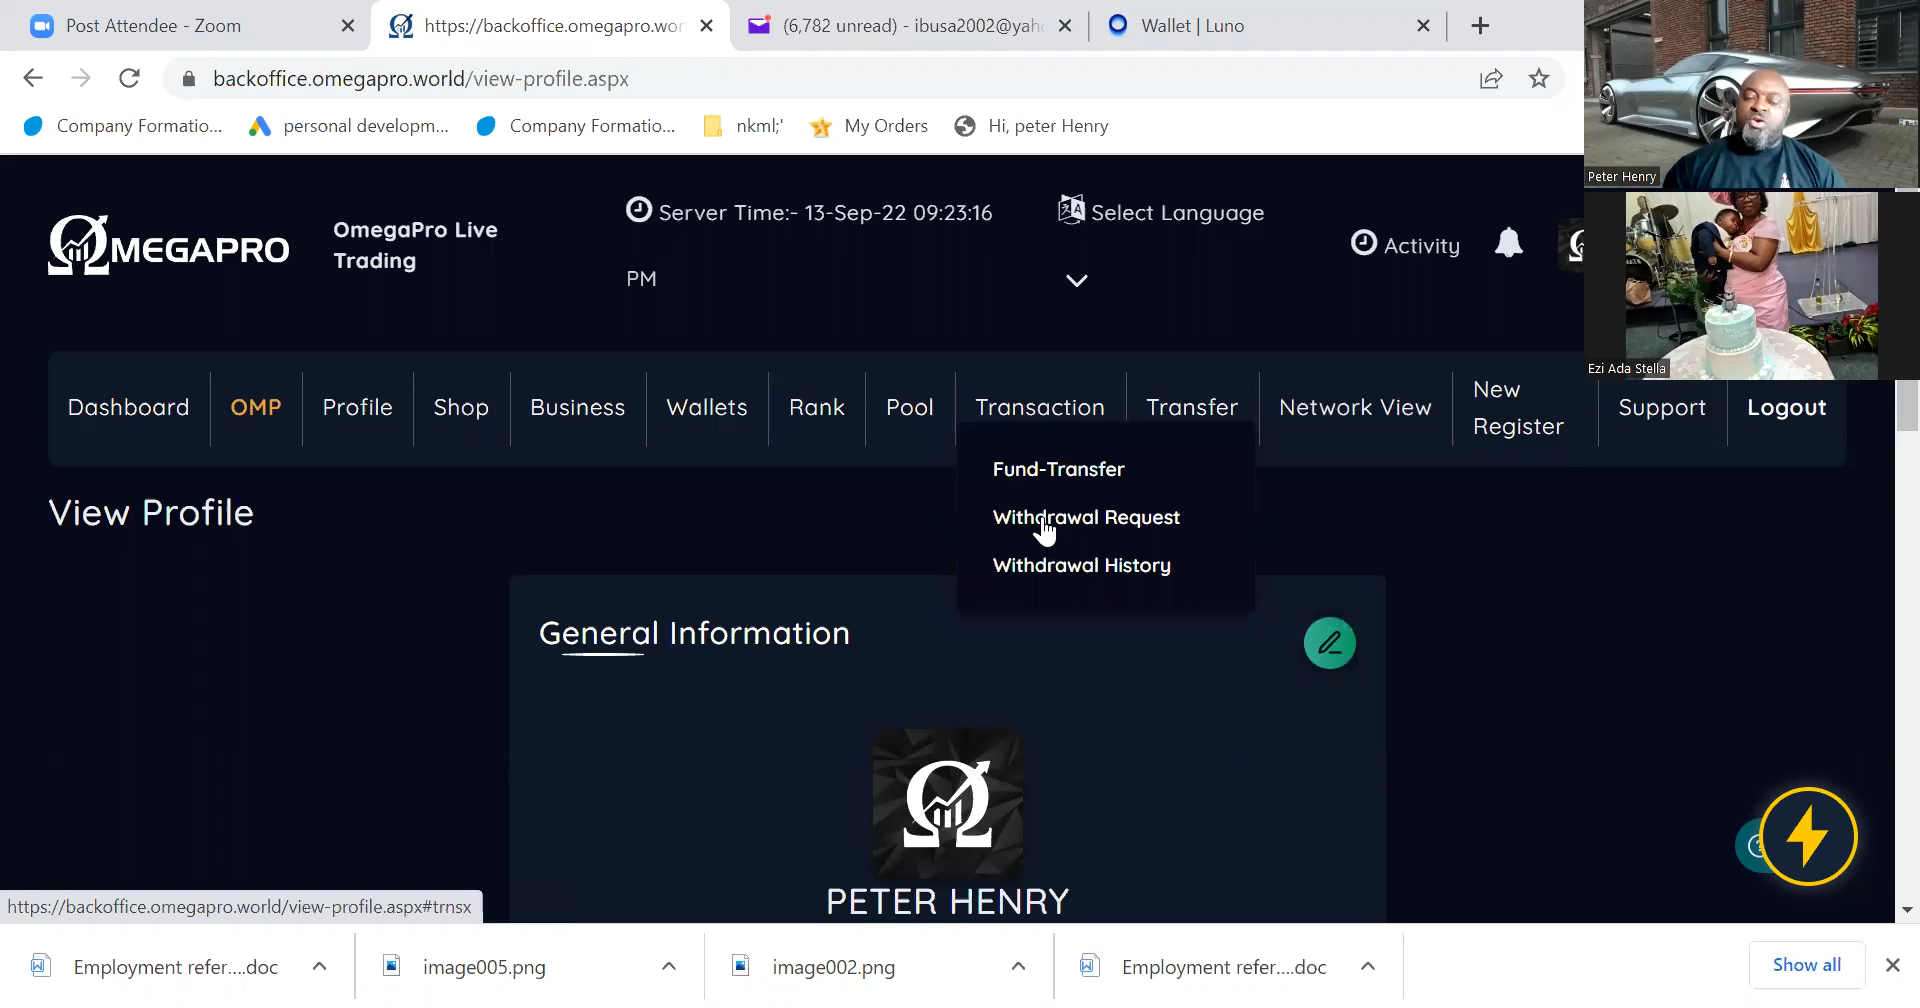 Post Attendee - Zoom
https://backoffice.omegapro.wor
(6,782 unread) - ibusa2002@yah
Wallet | Luno
backoffice.omegapro.world/view-profile.aspx
Company Formatio...
personal developm...
Company Formatio...
nkml;'
My Orders
Hi, peter Henry
Peter Henry
Ezi Ada Stella
ΩMEGAPRO
OmegaPro Live
Trading
Server Time:- 13-Sep-22 09:23:16
PM
Select Language
Activity
Dashboard
OMP
Profile
Shop
Business
Wallets
Rank
Pool
Transaction
Transfer
Network View
New
Register
Support
Logout
Fund-Transfer
Withdrawal Request
Withdrawal History
View Profile
General Information
PETER HENRY
https://backoffice.omegapro.world/view-profile.aspx#trnsx
Employment refer....doc
image005.png
image002.png
Employment refer....doc
Show all